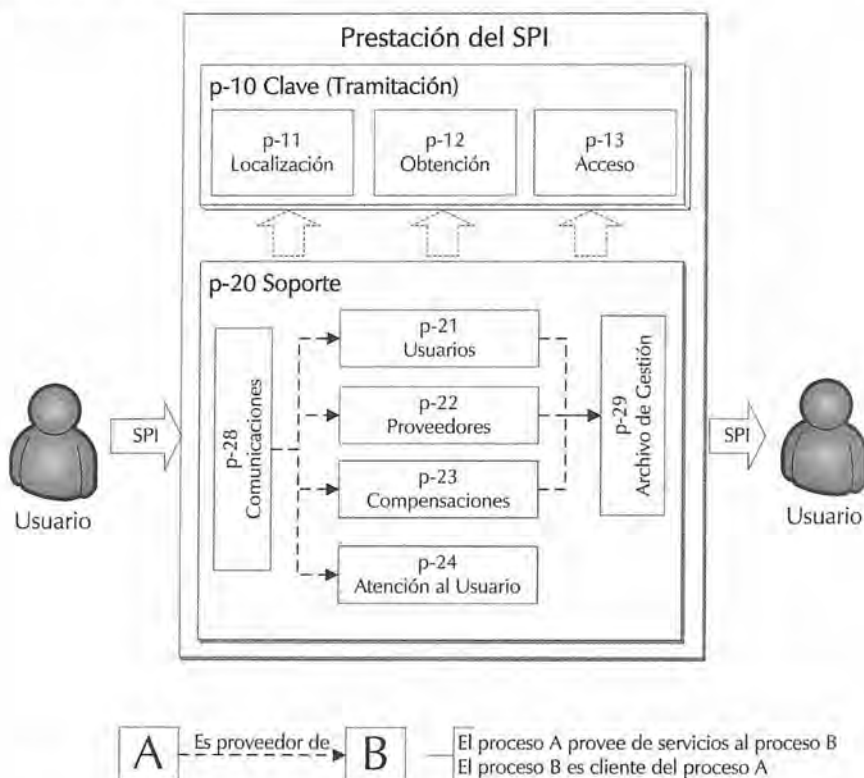 Prestación del SPI
p-10 Clave (Tramitación)
p-11
Localización
p-12
Obtención
p-13
Acceso
p-20 Soporte
p-28
Comunicaciones
p-21
Usuarios
p-22
Proveedores
p-23
Compensaciones
p-24
Atención al Usuario
p-29
Archivo de Gestión
SPI
Usuario
SPI
Usuario
A
Es proveedor de
B
El proceso A provee de servicios al proceso B
El proceso B es cliente del proceso A